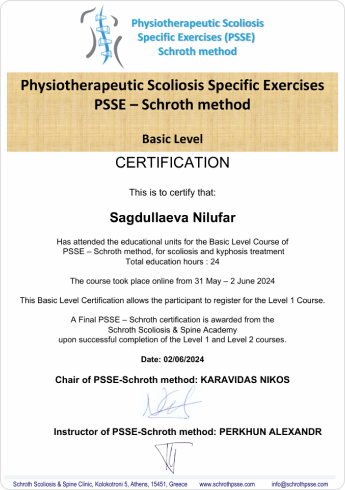 Physiotherapeutic Scoliosis
Specific Exercises (PSSE)
Schroth method
Physiotherapeutic Scoliosis Specific Exercises
PSSE – Schroth method
Basic Level
CERTIFICATION
This is to certify that:
Sagdullaeva Nilufar
Has attended the educational units for the Basic Level Course of
PSSE – Schroth method, for scoliosis and kyphosis treatment
Total education hours : 24
The course took place online from 31 May – 2 June 2024
This Basic Level Certification allows the participant to register for the Level 1 Course.
A Final PSSE – Schroth certification is awarded from the
Schroth Scoliosis & Spine Academy
upon successful completion of the Level 1 and Level 2 courses.
Date: 02/06/2024
Chair of PSSE-Schroth method: KARAVIDAS NIKOS
Instructor of PSSE-Schroth method: PERKHUN ALEXANDR
Schroth Scoliosis & Spine Clinic, Kolokotroni 5, Athens, 15451, Greece www.schrothpsse.com info@schrothpsse.com